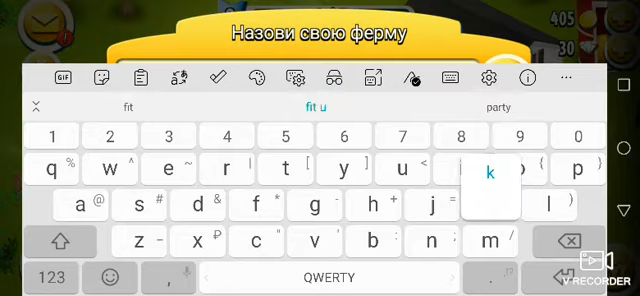 Назови свою ферму
405
30
GIF
fit fit u party
1 2 3 4 5 6 7 8 9 0
q % w ^ e ~ r | t [ y ] u < k { p }
a @ s # d & f * g - h + j = l )
z _ x ₽ c " v ' b : n ; m /
123 , QWERTY . ,!?
V RECORDER